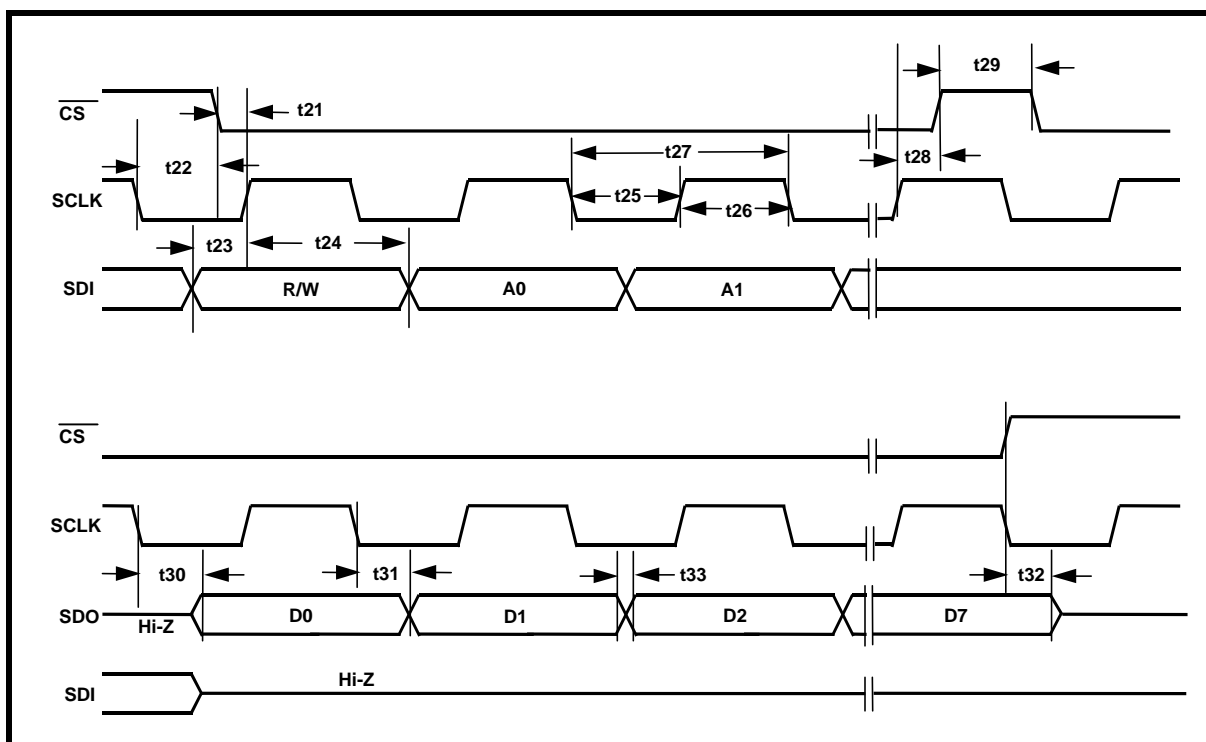 t29
CS
t21
t27
t22
t28
SCLK
t25
t26
t23
t24
SDI
R/W
A0
A1
CS
SCLK
t30
t31
t33
t32
SDO
Hi-Z
D0
D1
D2
D7
SDI
Hi-Z